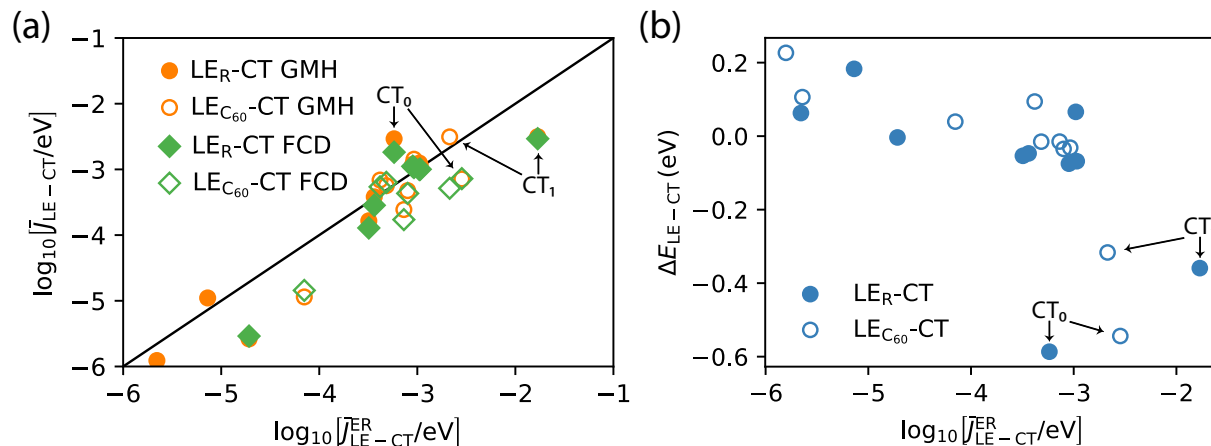 (a)
−1
−2
−3
−4
−5
−6
−6 −5 −4 −3 −2 −1
log₁₀[J̄_LE−CT/eV]
log₁₀[J̄^ER_LE−CT/eV]
LE_R-CT GMH
LE_C₆₀-CT GMH
LE_R-CT FCD
LE_C₆₀-CT FCD
CT₀
CT₁
(b)
0.2
0.0
−0.2
−0.4
−0.6
−6 −5 −4 −3 −2
ΔE_LE−CT (eV)
log₁₀[J̄^ER_LE−CT/eV]
CT
CT₀
LE_R-CT
LE_C₆₀-CT